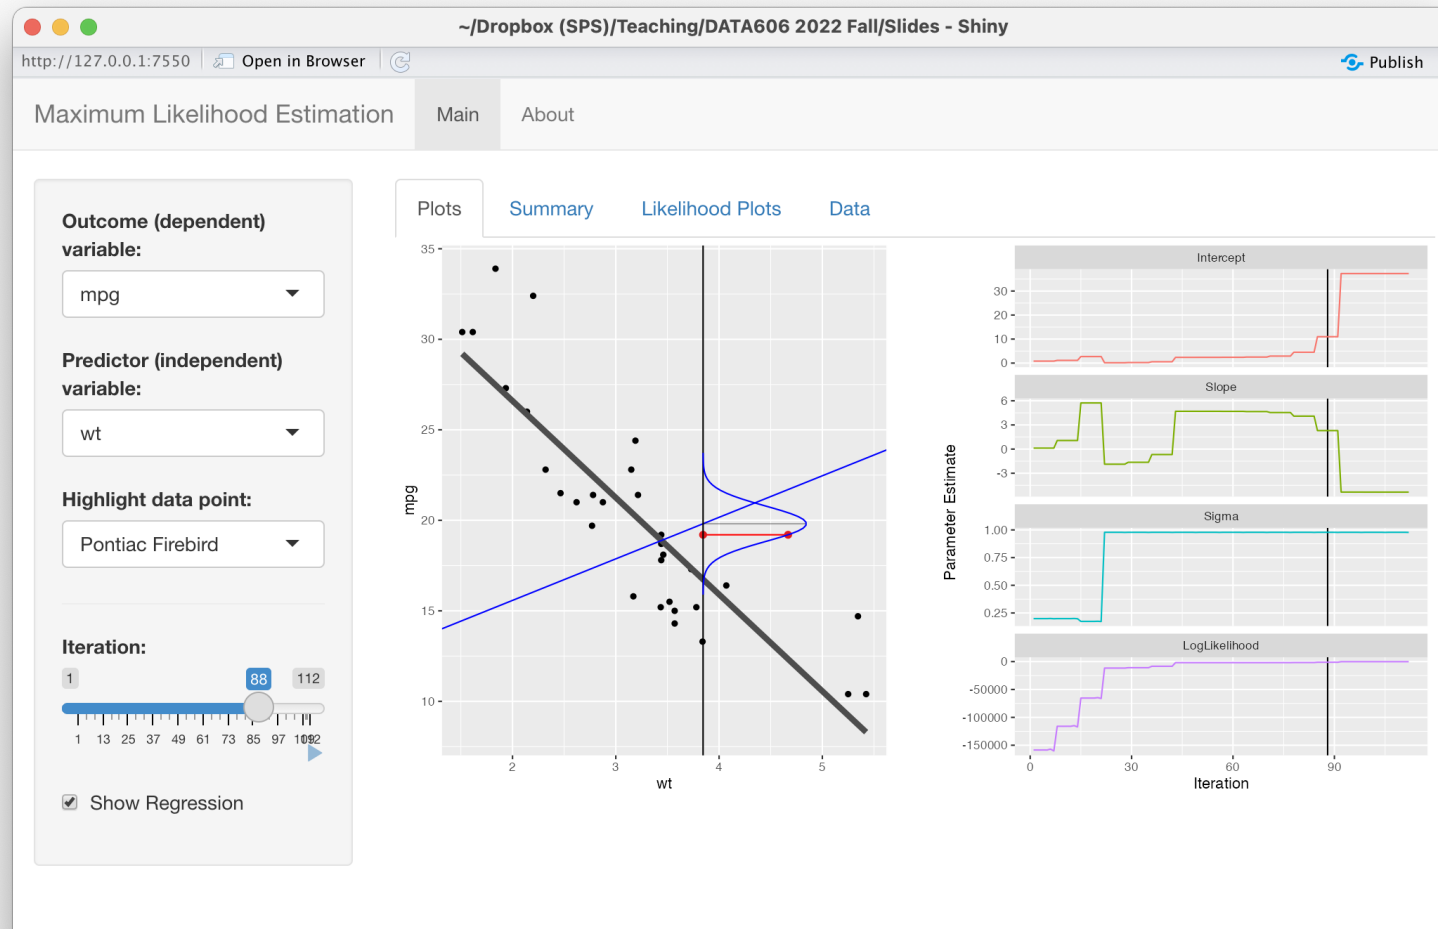 ~/Dropbox (SPS)/Teaching/DATA606 2022 Fall/Slides - Shiny
http://127.0.0.1:7550 Open in Browser Publish
Maximum Likelihood Estimation Main About
Outcome (dependent)
variable:
mpg
Predictor (independent)
variable:
wt
Highlight data point:
Pontiac Firebird
Iteration:
1 88 112
1 13 25 37 49 61 73 85 97 109 112
Show Regression
Plots Summary Likelihood Plots Data
35
30
25
20
15
10
mpg
2 3 4 5
wt
Parameter Estimate
Intercept
30
20
10
0
Slope
6
3
0
-3
Sigma
1.00
0.75
0.50
0.25
LogLikelihood
0
-50000
-100000
-150000
0 30 60 90
Iteration